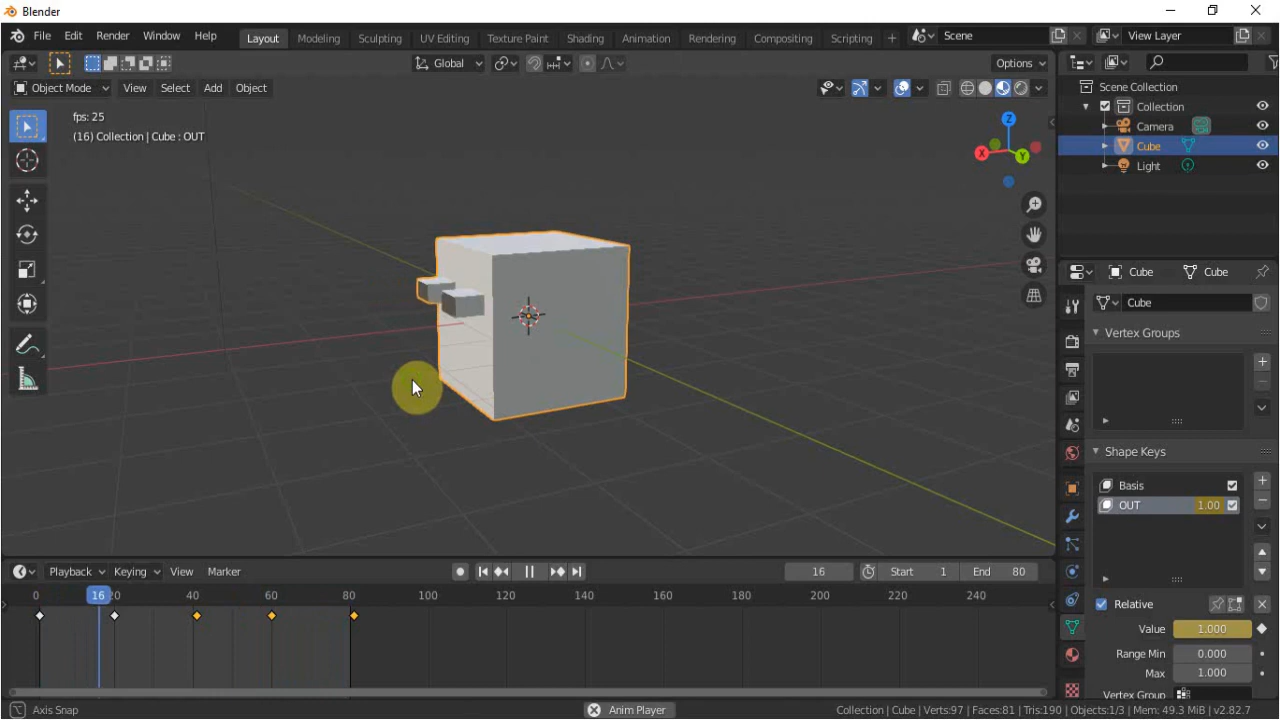 Blender
File Edit Render Window Help Layout Modeling Sculpting UV Editing Texture Paint Shading Animation Rendering Compositing Scripting + Scene View Layer
Global Options
Object Mode View Select Add Object
fps: 25
(16) Collection | Cube : OUT
Z
X
Y
Scene Collection
Collection
Camera
Cube
Light
Cube Cube
Cube
Vertex Groups
Shape Keys
Basis
OUT 1.00
Relative
Value 1.000
Range Min 0.000
Max 1.000
Vertex Group
Playback Keying View Marker 16 Start 1 End 80
0 16 20 40 60 80 100 120 140 160 180 200 220 240
Axis Snap Anim Player Collection | Cube | Verts:97 | Faces:81 | Tris:190 | Objects:1/3 | Mem: 49.3 MiB | v2.82.7